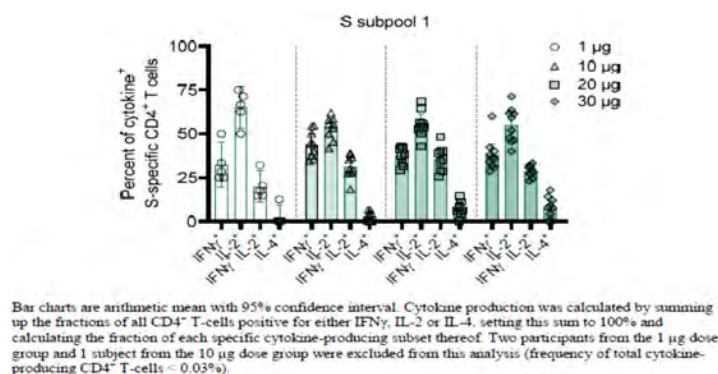 S subpool 1
Percent of cytokine⁺
S-specific CD4⁺ T cells
100
75
50
25
0
○ 1 µg
△ 10 µg
□ 20 µg
◇ 30 µg
IFNγ⁺
IL-2⁺
IFNγ⁺ IL-2⁺
IL-4⁺
IFNγ⁺
IL-2⁺
IFNγ⁺ IL-2⁺
IL-4⁺
IFNγ⁺
IL-2⁺
IFNγ⁺ IL-2⁺
IL-4⁺
IFNγ⁺
IL-2⁺
IFNγ⁺ IL-2⁺
IL-4⁺
Bar charts are arithmetic mean with 95% confidence interval. Cytokine production was calculated by summing
up the fractions of all CD4⁺ T-cells positive for either IFNγ, IL-2 or IL-4, setting this sum to 100% and
calculating the fraction of each specific cytokine-producing subset thereof. Two participants from the 1 µg dose
group and 1 subject from the 10 µg dose group were excluded from this analysis (frequency of total cytokine-
producing CD4⁺ T-cells < 0.03%).